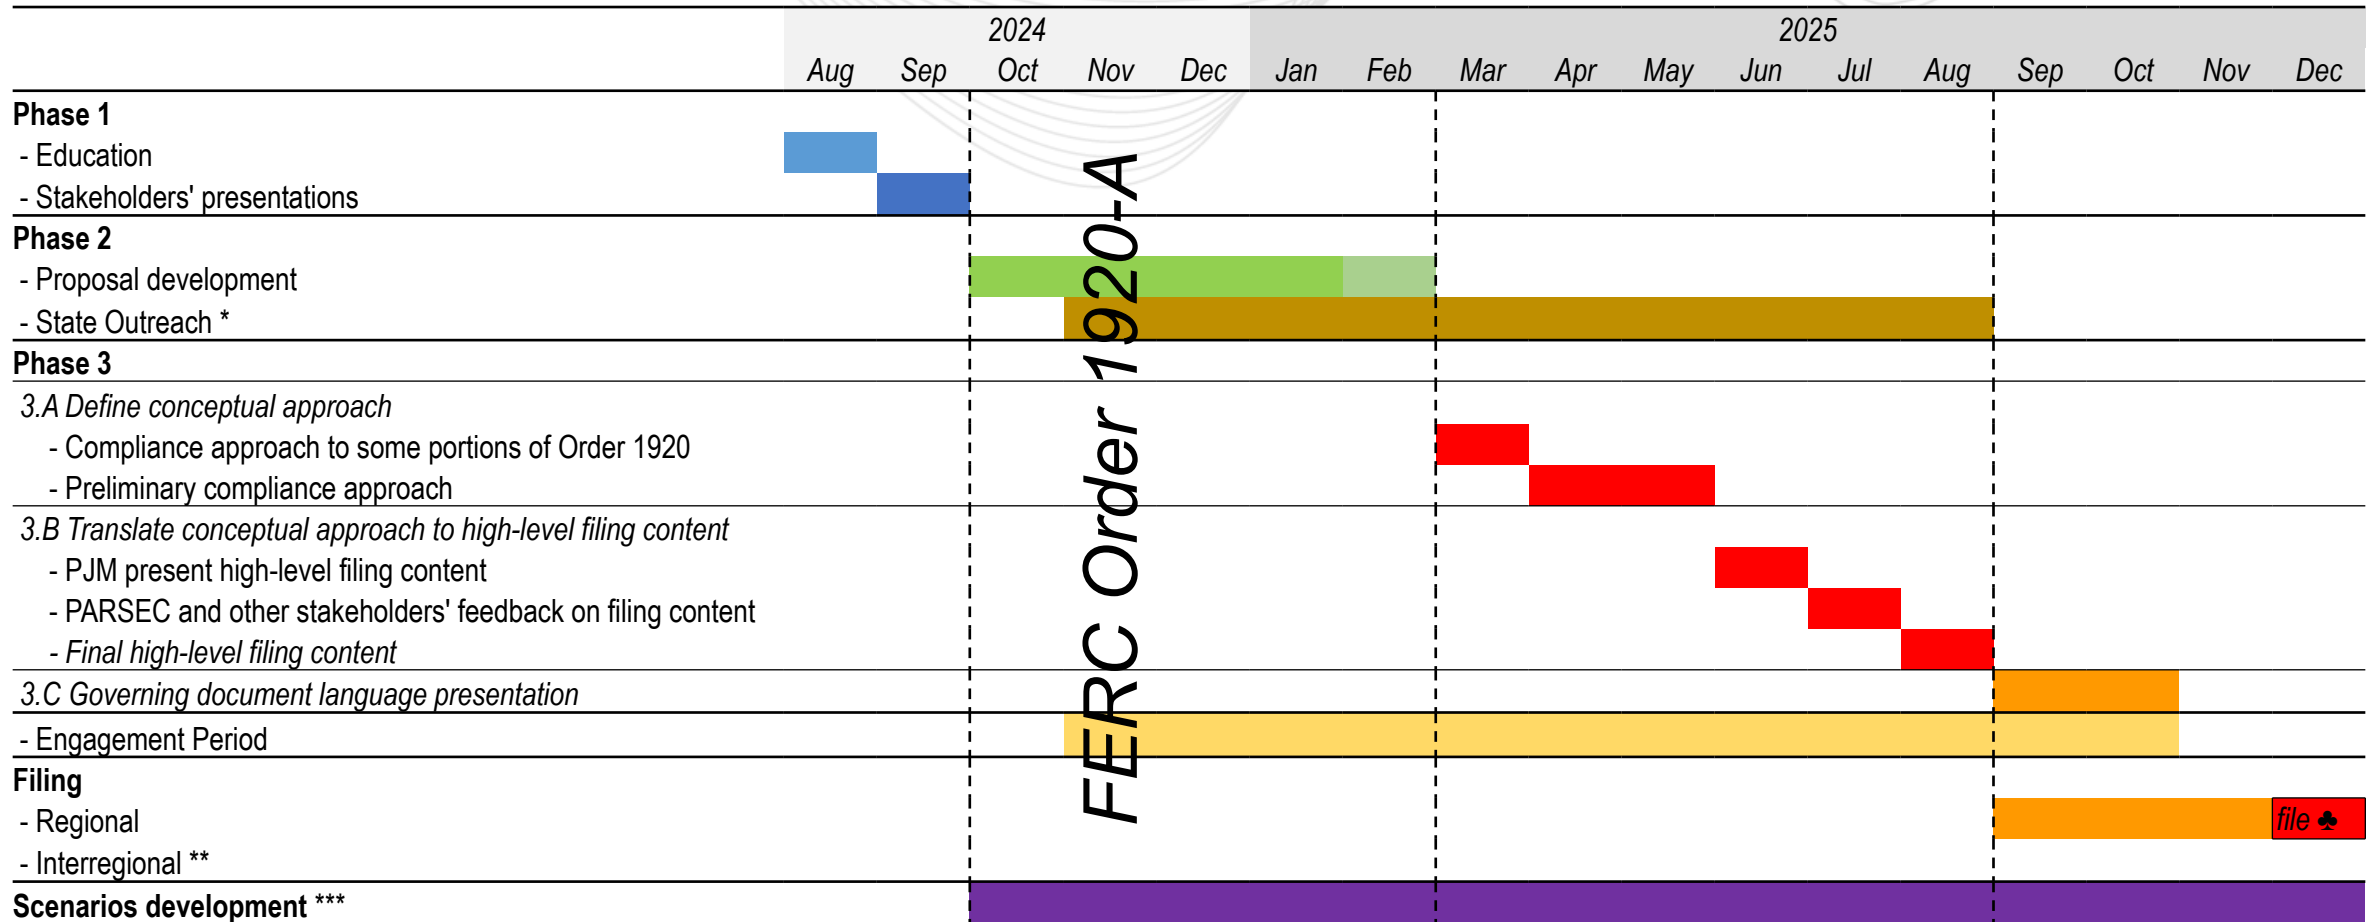 2024 2025
Aug Sep Oct Nov Dec Jan Feb Mar Apr May Jun Jul Aug Sep Oct Nov Dec
Phase 1
- Education
- Stakeholders' presentations
Phase 2
- Proposal development
- State Outreach *
Phase 3
3.A Define conceptual approach
- Compliance approach to some portions of Order 1920
- Preliminary compliance approach
3.B Translate conceptual approach to high-level filing content
- PJM present high-level filing content
- PARSEC and other stakeholders' feedback on filing content
- Final high-level filing content
3.C Governing document language presentation
- Engagement Period
Filing
- Regional
file ♣
- Interregional **
Scenarios development ***
FERC Order 1920-A